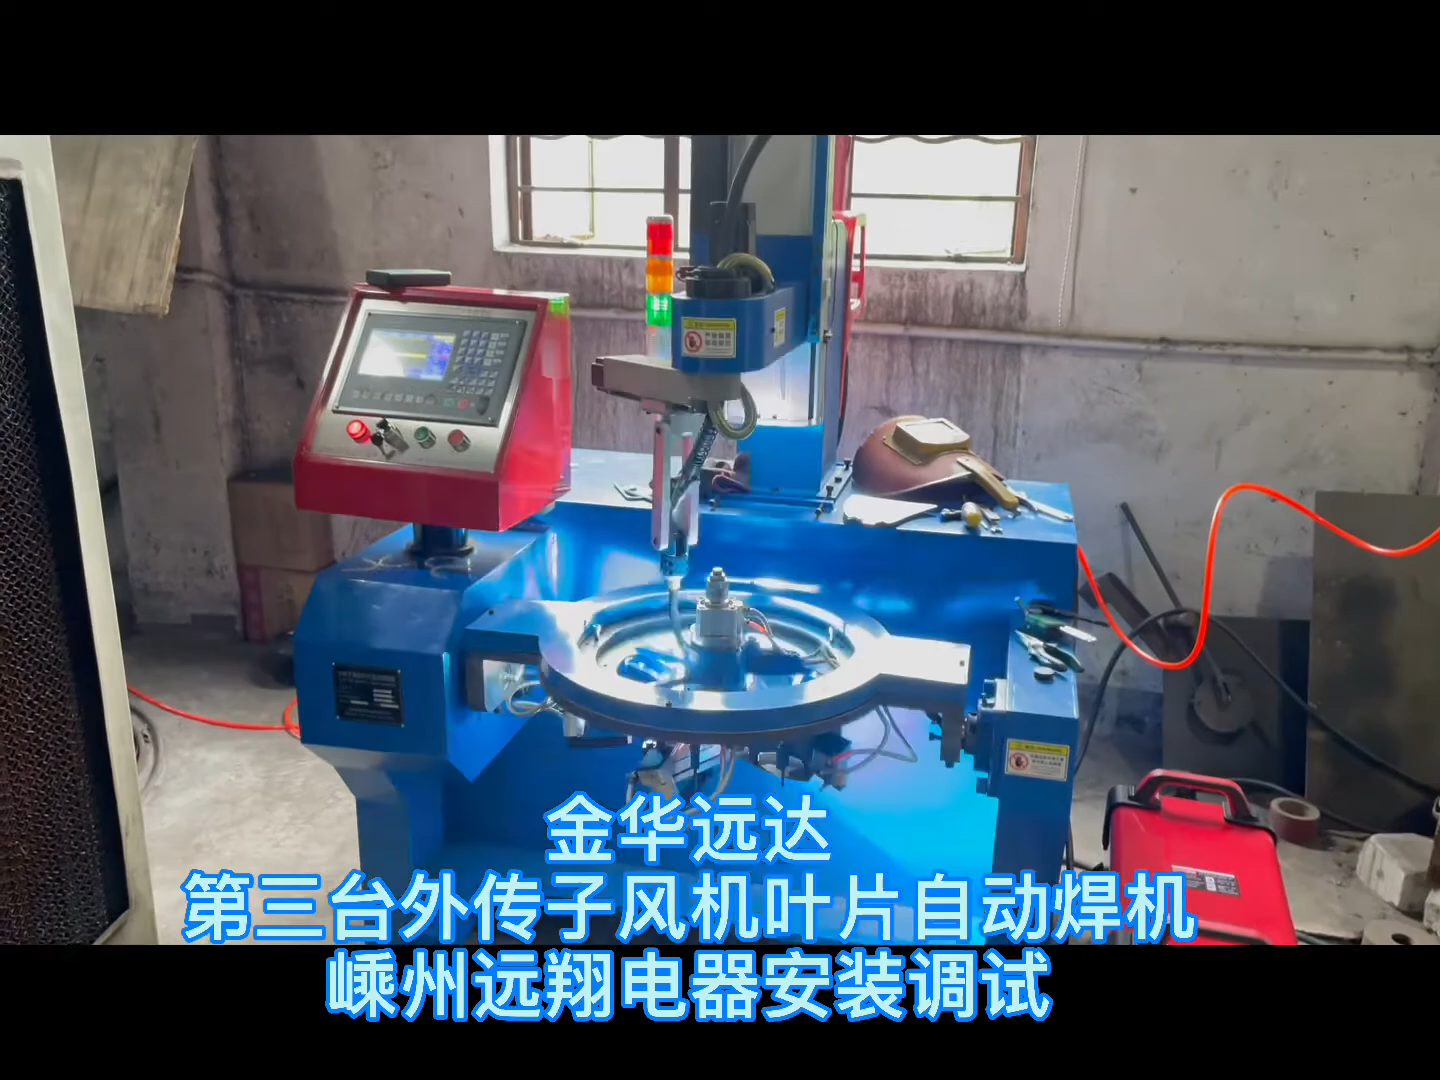 金华远达
第三台外传子风机叶片自动焊机
嵊州远翔电器安装调试